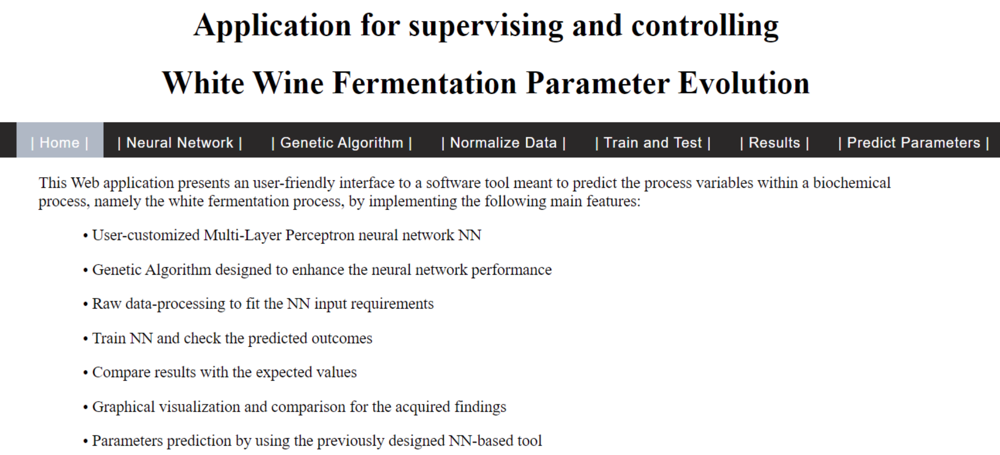 Application for supervising and controlling
White Wine Fermentation Parameter Evolution
| Home | | Neural Network | | Genetic Algorithm | | Normalize Data | | Train and Test | | Results | | Predict Parameters |
This Web application presents an user-friendly interface to a software tool meant to predict the process variables within a biochemical
process, namely the white fermentation process, by implementing the following main features:
• User-customized Multi-Layer Perceptron neural network NN
• Genetic Algorithm designed to enhance the neural network performance
• Raw data-processing to fit the NN input requirements
• Train NN and check the predicted outcomes
• Compare results with the expected values
• Graphical visualization and comparison for the acquired findings
• Parameters prediction by using the previously designed NN-based tool